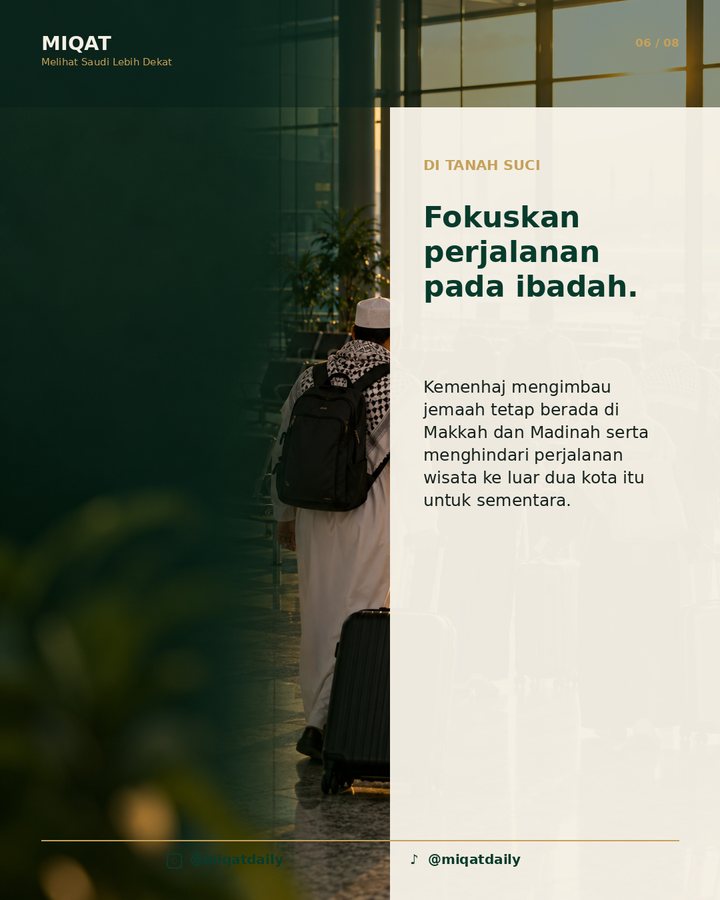 MIQAT
Melihat Saudi Lebih Dekat
06 / 08
DI TANAH SUCI
Fokuskan
perjalanan
pada ibadah.
Kemenhaj mengimbau
jemaah tetap berada di
Makkah dan Madinah serta
menghindari perjalanan
wisata ke luar dua kota itu
untuk sementara.
@miqatdaily
♪ @miqatdaily